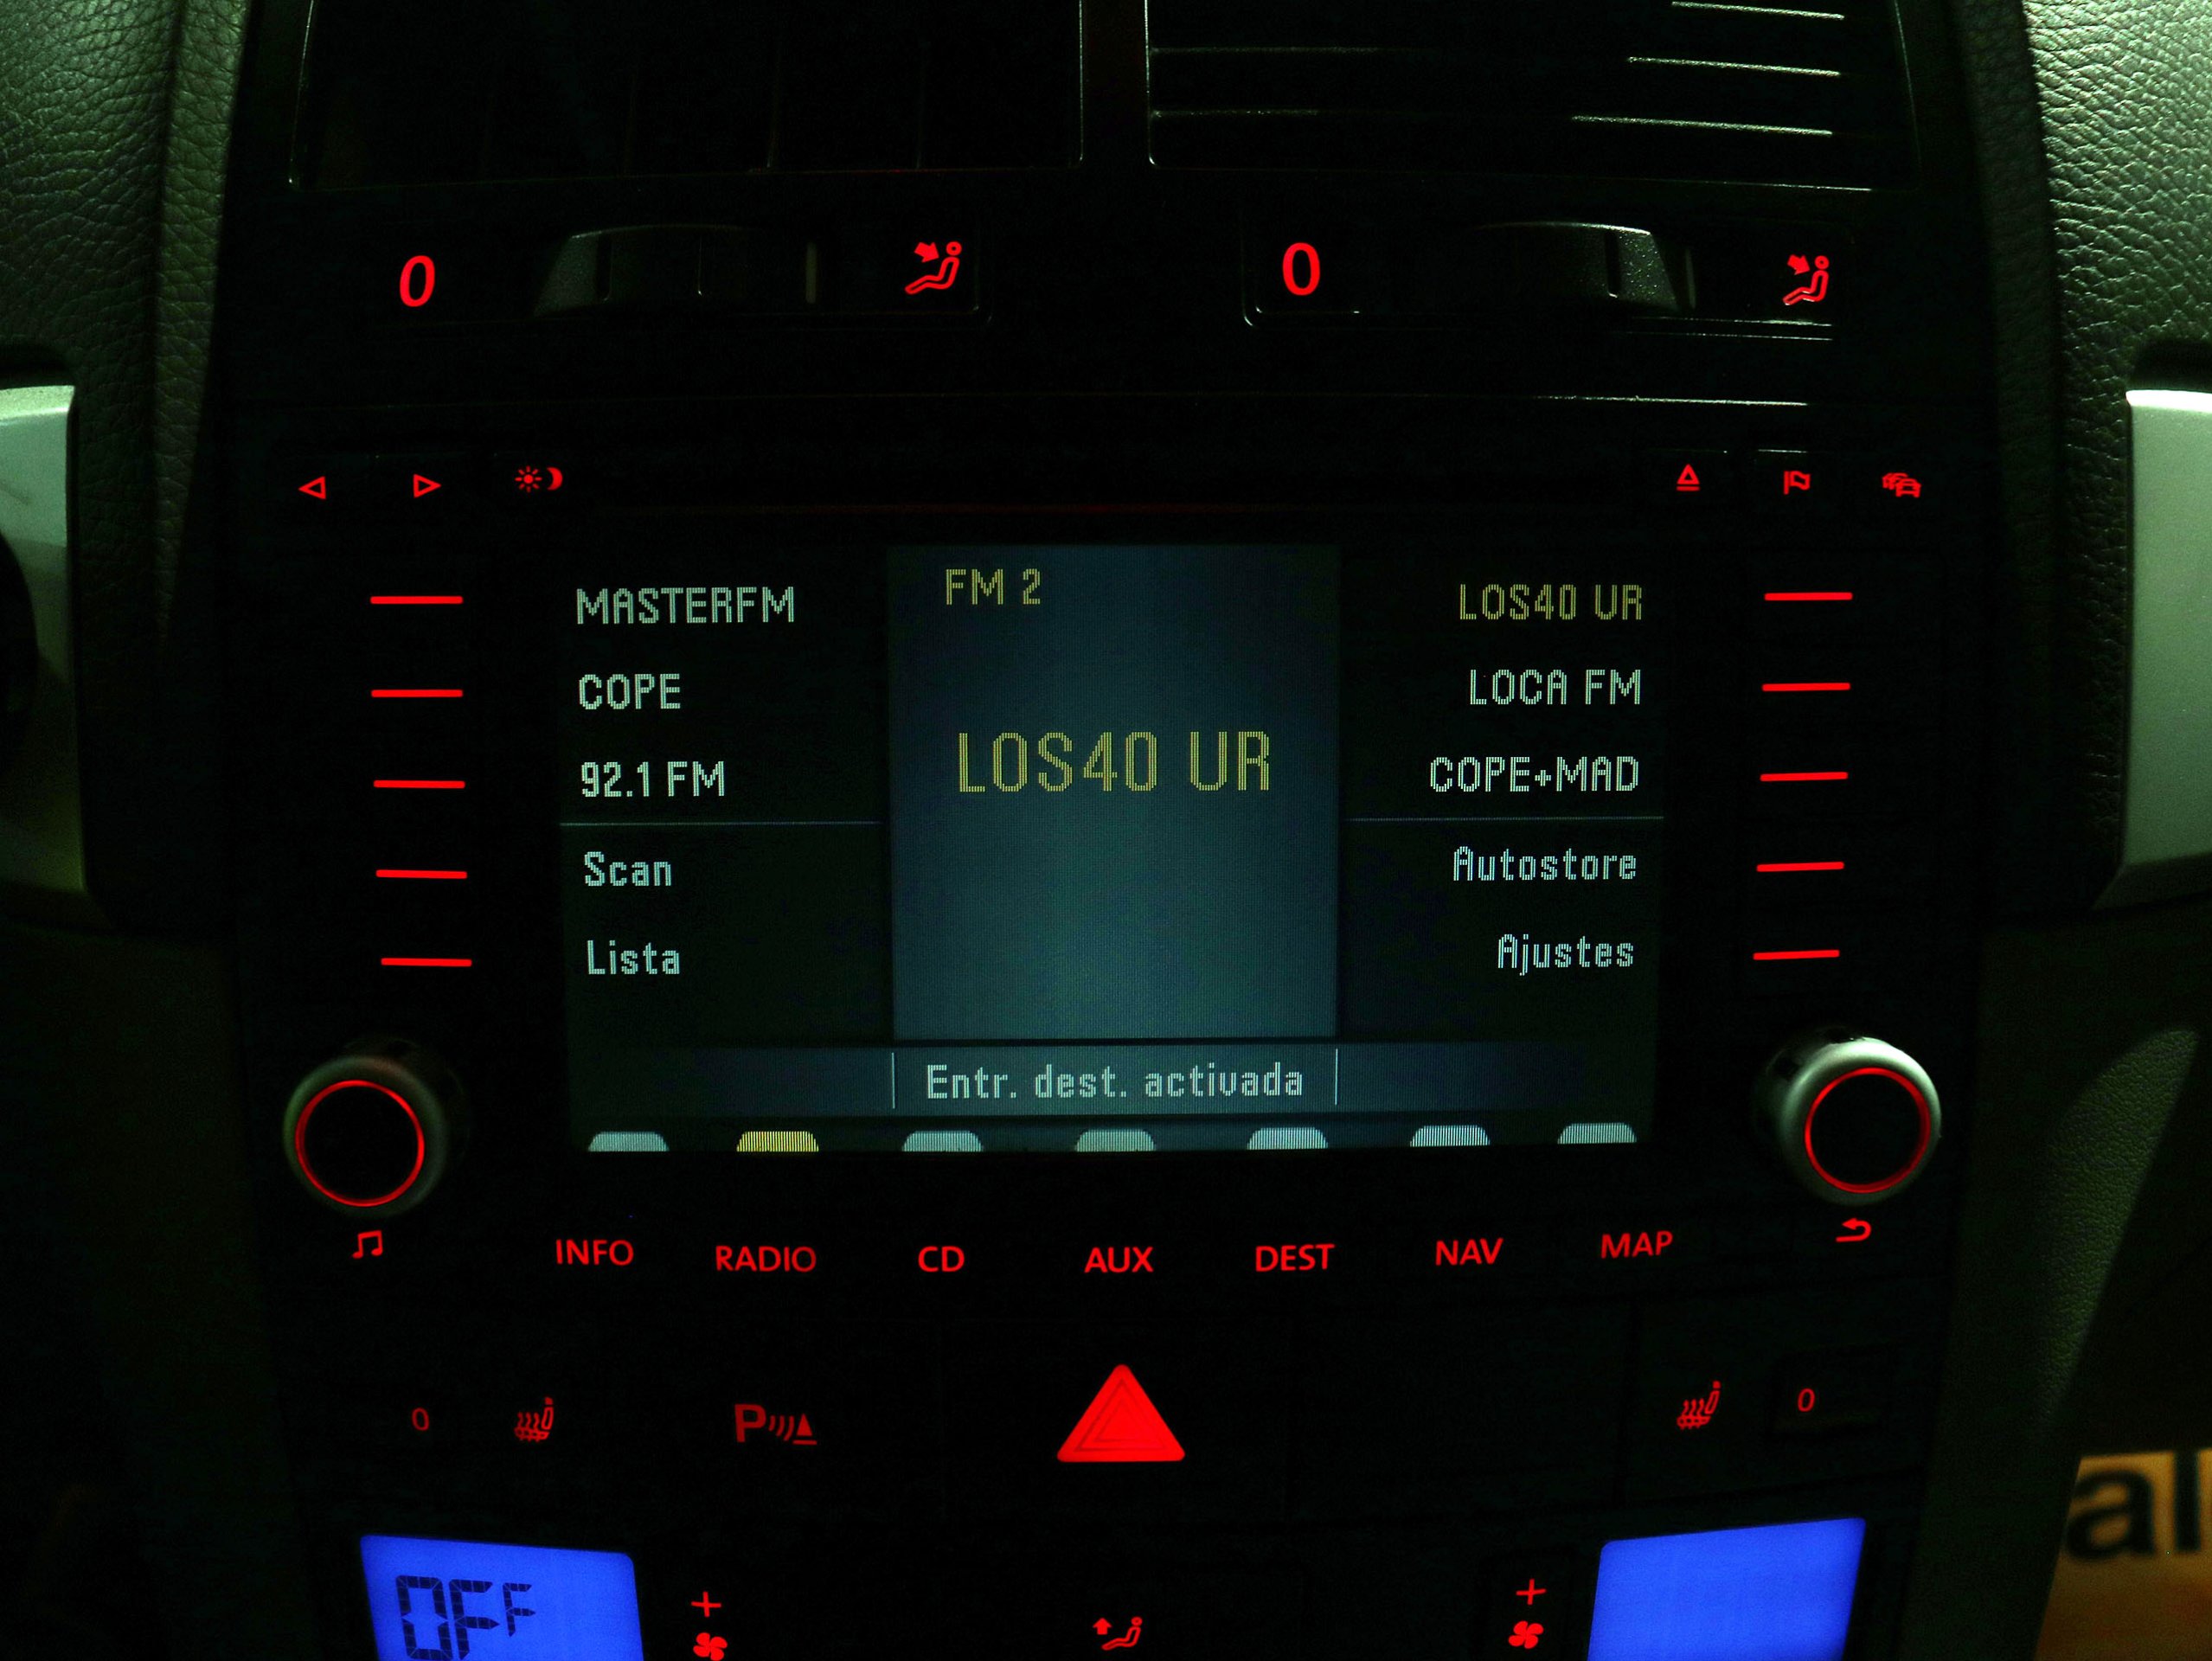 0 0
FM 2
MASTERFM LOS40 UR
COPE LOCA FM
LOS40 UR
92.1 FM COPE+MAD
Scan Autostore
Lista Ajustes
Entr. dest. activada
INFO RADIO CD AUX DEST NAV MAP
0 P 0
OFF + +
al